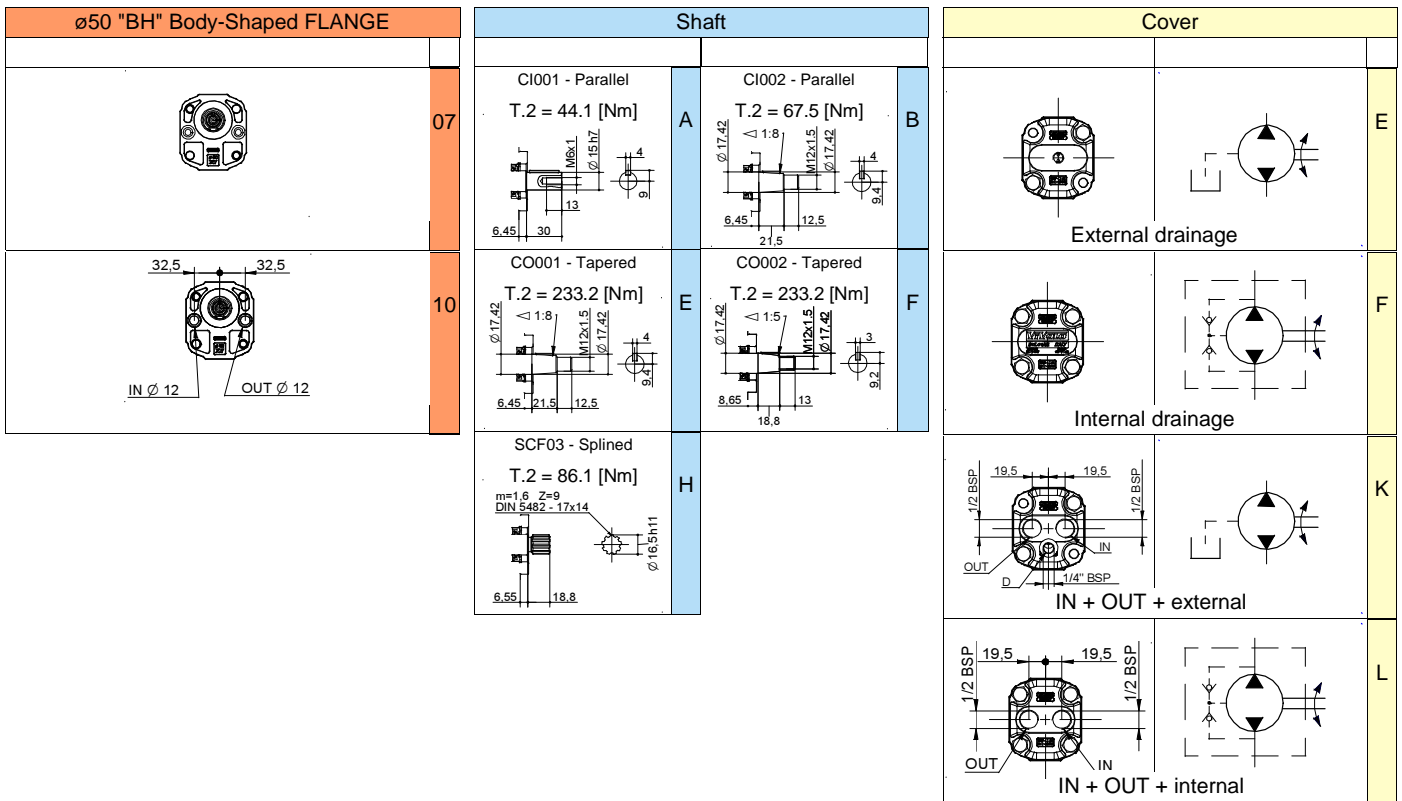 ø50 "BH" Body-Shaped FLANGE
07
32,5 32,5
10
IN Ø 12 OUT Ø 12
Shaft
CI001 - Parallel
T.2 = 44.1 [Nm]
A
M6x1
Ø 15 h7
4
9
13
6,45 30
CI002 - Parallel
T.2 = 67.5 [Nm]
B
Ø 17,42
1:8
M12x1.5
Ø 17,42
4
9,4
6,45 12,5
21,5
CO001 - Tapered
T.2 = 233.2 [Nm]
E
Ø 17,42
1:8
M12x1.5
Ø 17,42
4
9,4
6,45 21,5 12,5
CO002 - Tapered
T.2 = 233.2 [Nm]
F
Ø 17,42
1:5
M12x1.5
Ø 17,42
3
9,2
8,65 13
18,8
SCF03 - Splined
T.2 = 86.1 [Nm]
H
m=1,6 Z=9
DIN 5482 - 17x14
Ø 16,5 h11
6,55 18,8
Cover
E
External drainage
F
Internal drainage
K
19,5 19,5
1/2 BSP
1/2 BSP
IN
OUT
D
1/4" BSP
IN + OUT + external
L
19,5 19,5
1/2 BSP
1/2 BSP
OUT
IN
IN + OUT + internal